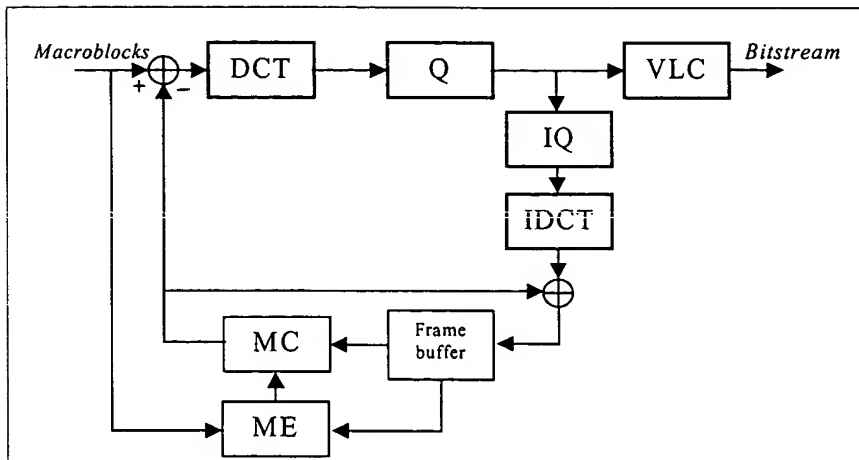 Macroblocks
DCT
Q
VLC
Bitstream
+
−
IQ
IDCT
MC
Frame
buffer
ME